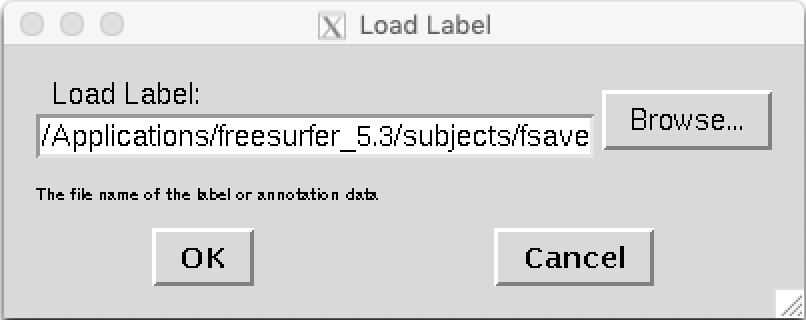 Load Label
Load Label:
/Applications/freesurfer_5.3/subjects/fsave
Browse...
The file name of the label or annotation data
OK
Cancel